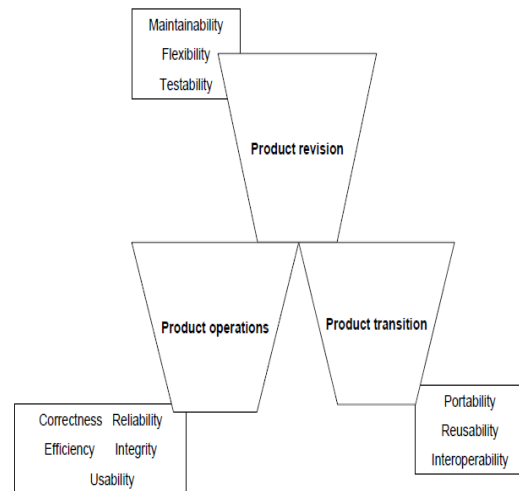 Maintainability
Flexibility
Testability
Product revision
Product operations
Product transition
Correctness Reliability
Efficiency Integrity
Usability
Portability
Reusability
Interoperability